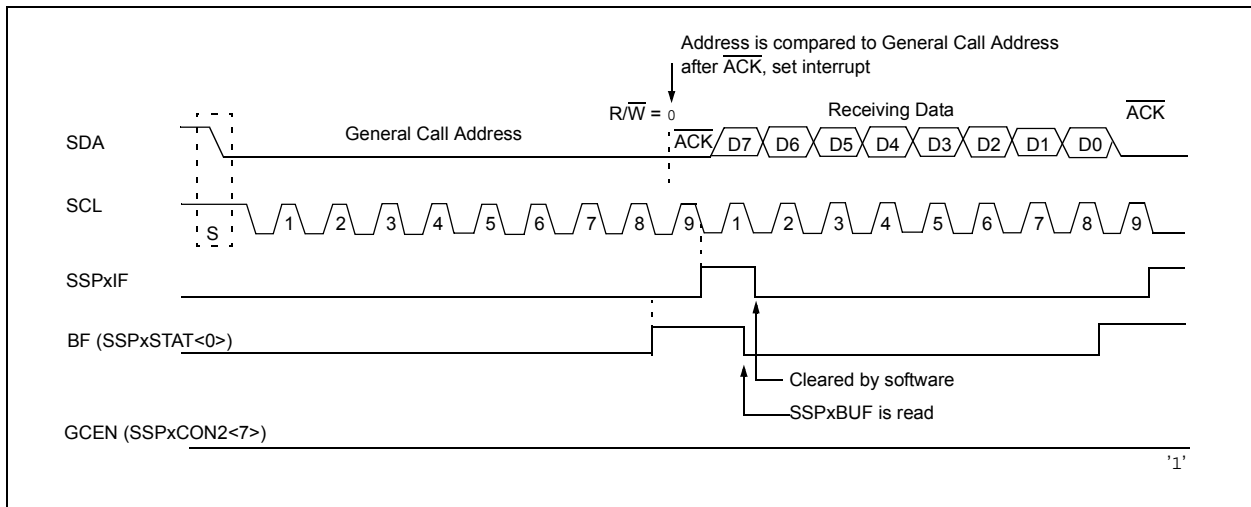 Address is compared to General Call Address
after ACK, set interrupt
R/W = 0
Receiving Data
ACK
SDA
General Call Address
ACK
D7 D6 D5 D4 D3 D2 D1 D0
SCL
S
1 2 3 4 5 6 7 8 9 1 2 3 4 5 6 7 8 9
SSPxIF
BF (SSPxSTAT<0>)
Cleared by software
SSPxBUF is read
GCEN (SSPxCON2<7>)
’1’